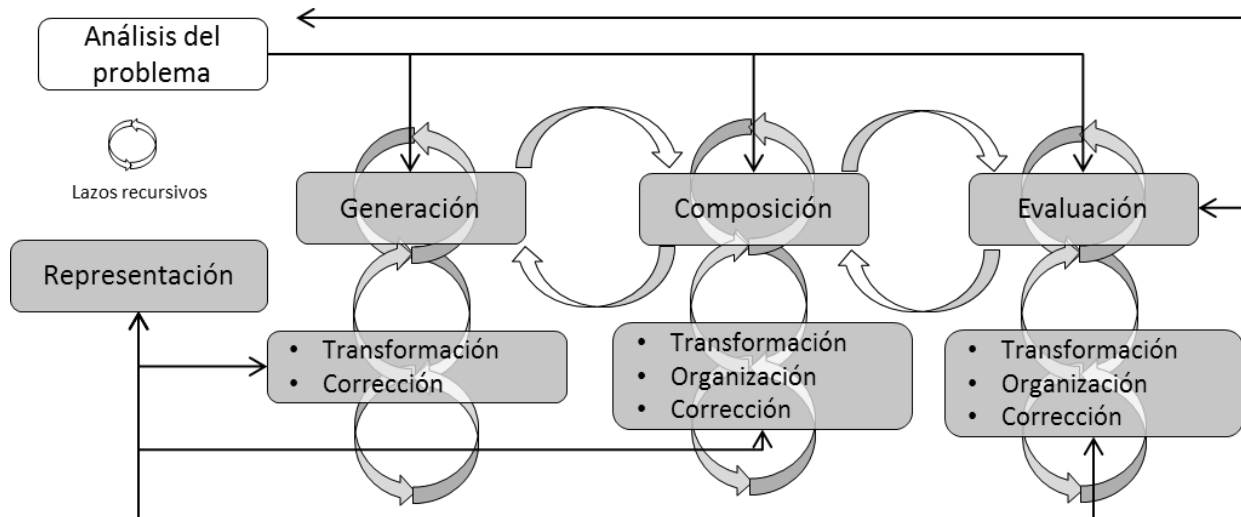 Análisis del
problema
Lazos recursivos
Generación
Composición
Evaluación
Representación
• Transformación
• Corrección
• Transformación
• Organización
• Corrección
• Transformación
• Organización
• Corrección